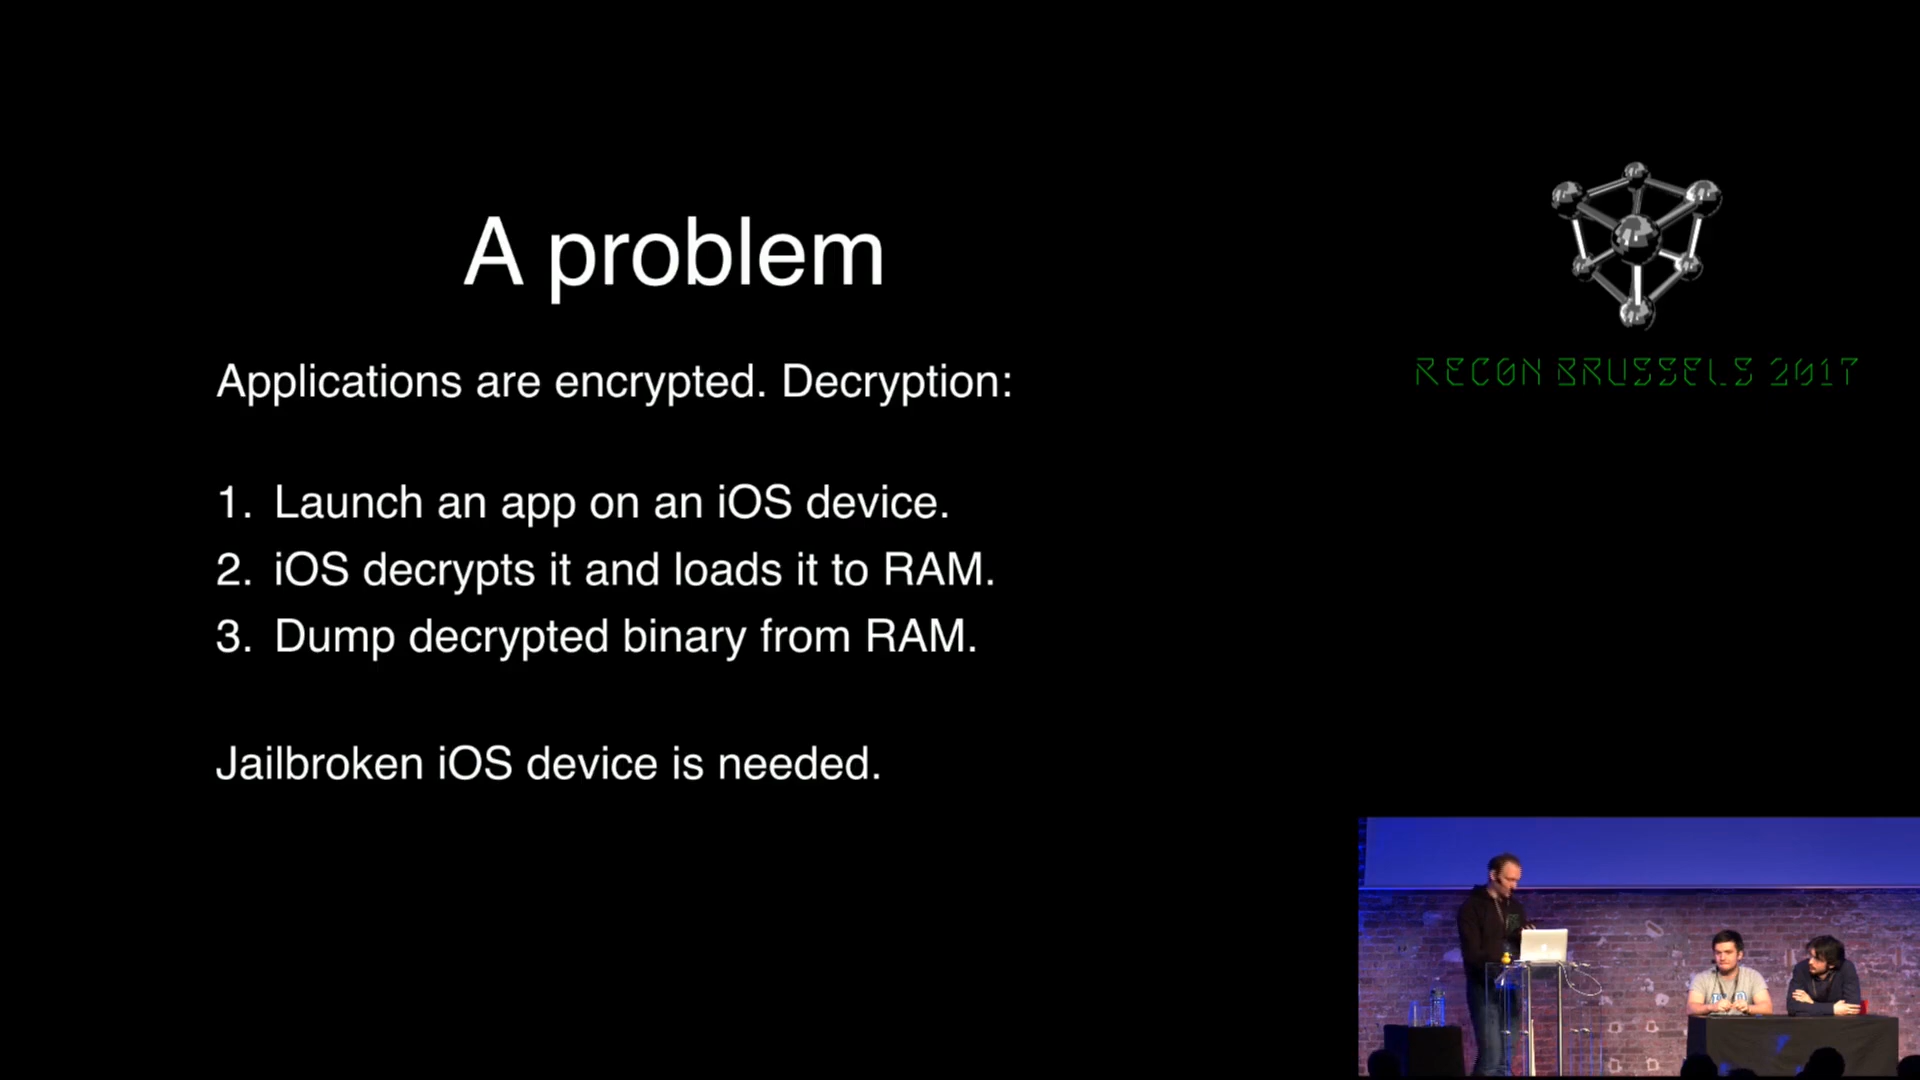 A problem
Applications are encrypted. Decryption:
1. Launch an app on an iOS device.
2. iOS decrypts it and loads it to RAM.
3. Dump decrypted binary from RAM.
Jailbroken iOS device is needed.
RECON BRUSSELS 2017